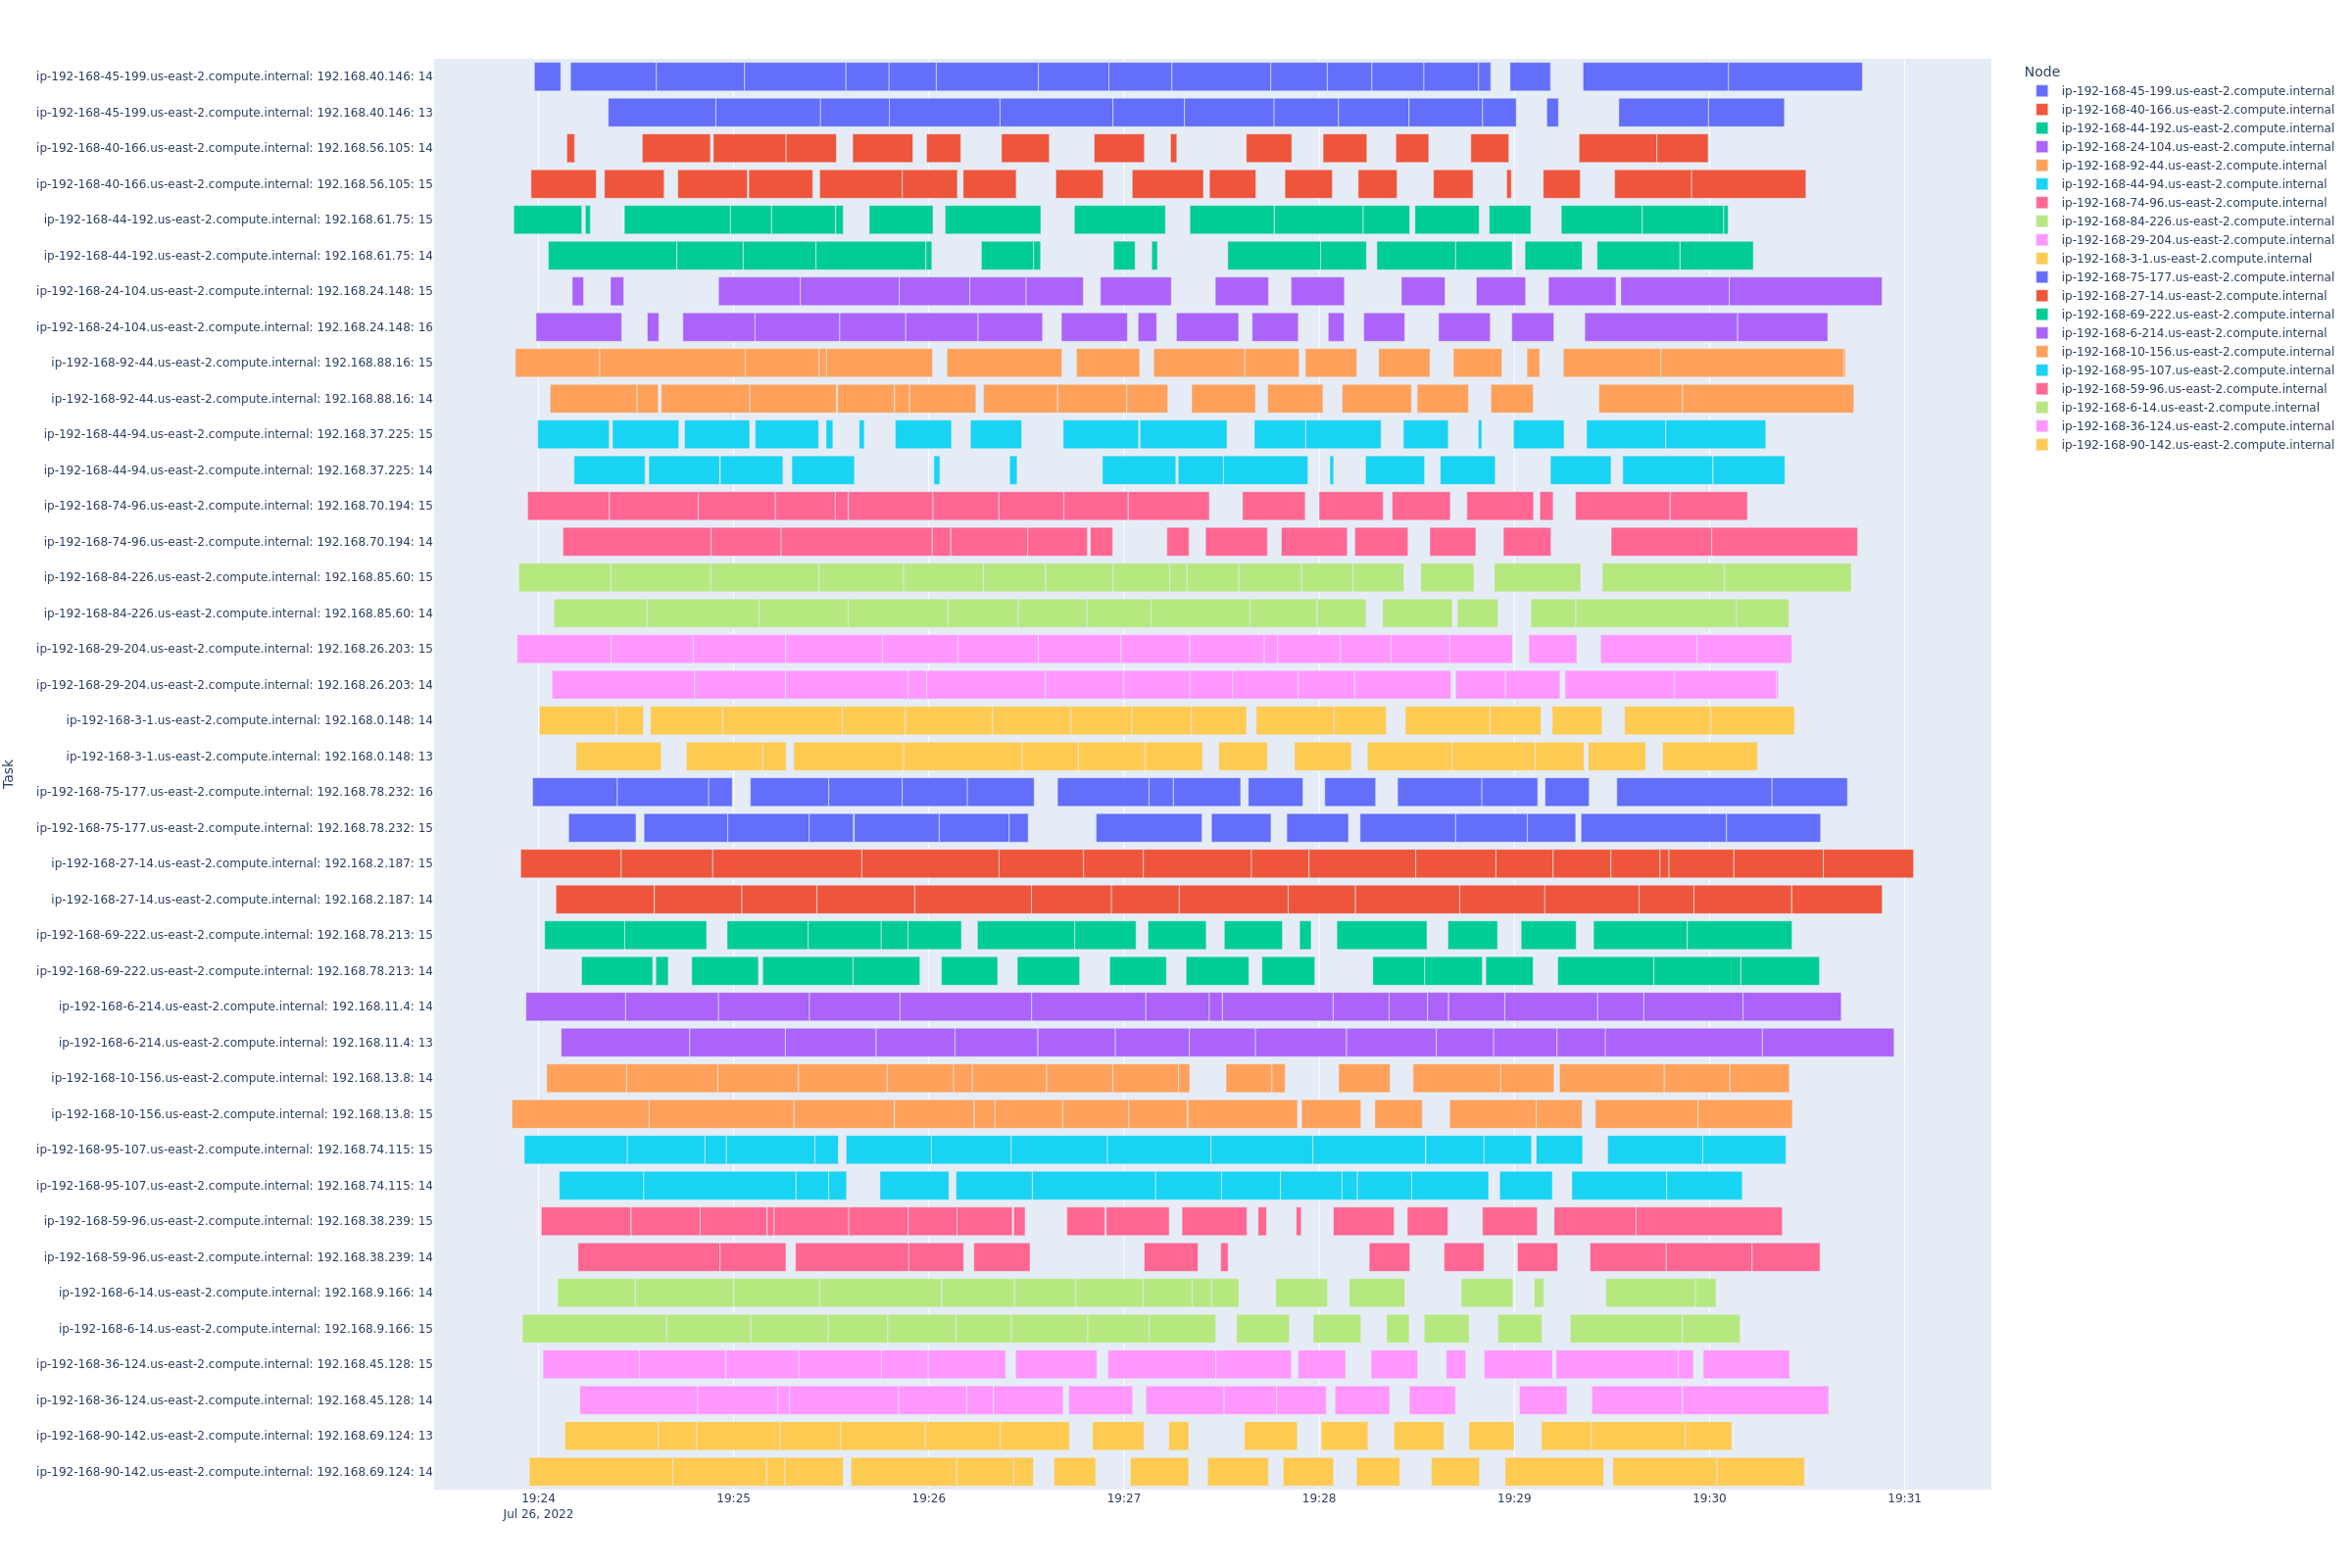 ip-192-168-45-199.us-east-2.compute.internal: 192.168.40.146: 14
ip-192-168-45-199.us-east-2.compute.internal: 192.168.40.146: 13
ip-192-168-40-166.us-east-2.compute.internal: 192.168.56.105: 14
ip-192-168-40-166.us-east-2.compute.internal: 192.168.56.105: 15
ip-192-168-44-192.us-east-2.compute.internal: 192.168.61.75: 15
ip-192-168-44-192.us-east-2.compute.internal: 192.168.61.75: 14
ip-192-168-24-104.us-east-2.compute.internal: 192.168.24.148: 15
ip-192-168-24-104.us-east-2.compute.internal: 192.168.24.148: 16
ip-192-168-92-44.us-east-2.compute.internal: 192.168.88.16: 15
ip-192-168-92-44.us-east-2.compute.internal: 192.168.88.16: 14
ip-192-168-44-94.us-east-2.compute.internal: 192.168.37.225: 15
ip-192-168-44-94.us-east-2.compute.internal: 192.168.37.225: 14
ip-192-168-74-96.us-east-2.compute.internal: 192.168.70.194: 15
ip-192-168-74-96.us-east-2.compute.internal: 192.168.70.194: 14
ip-192-168-84-226.us-east-2.compute.internal: 192.168.85.60: 15
ip-192-168-84-226.us-east-2.compute.internal: 192.168.85.60: 14
ip-192-168-29-204.us-east-2.compute.internal: 192.168.26.203: 15
ip-192-168-29-204.us-east-2.compute.internal: 192.168.26.203: 14
ip-192-168-3-1.us-east-2.compute.internal: 192.168.0.148: 14
ip-192-168-3-1.us-east-2.compute.internal: 192.168.0.148: 13
ip-192-168-75-177.us-east-2.compute.internal: 192.168.78.232: 16
ip-192-168-75-177.us-east-2.compute.internal: 192.168.78.232: 15
ip-192-168-27-14.us-east-2.compute.internal: 192.168.2.187: 15
ip-192-168-27-14.us-east-2.compute.internal: 192.168.2.187: 14
ip-192-168-69-222.us-east-2.compute.internal: 192.168.78.213: 15
ip-192-168-69-222.us-east-2.compute.internal: 192.168.78.213: 14
ip-192-168-6-214.us-east-2.compute.internal: 192.168.11.4: 14
ip-192-168-6-214.us-east-2.compute.internal: 192.168.11.4: 13
ip-192-168-10-156.us-east-2.compute.internal: 192.168.13.8: 14
ip-192-168-10-156.us-east-2.compute.internal: 192.168.13.8: 15
ip-192-168-95-107.us-east-2.compute.internal: 192.168.74.115: 15
ip-192-168-95-107.us-east-2.compute.internal: 192.168.74.115: 14
ip-192-168-59-96.us-east-2.compute.internal: 192.168.38.239: 15
ip-192-168-59-96.us-east-2.compute.internal: 192.168.38.239: 14
ip-192-168-6-14.us-east-2.compute.internal: 192.168.9.166: 14
ip-192-168-6-14.us-east-2.compute.internal: 192.168.9.166: 15
ip-192-168-36-124.us-east-2.compute.internal: 192.168.45.128: 15
ip-192-168-36-124.us-east-2.compute.internal: 192.168.45.128: 14
ip-192-168-90-142.us-east-2.compute.internal: 192.168.69.124: 13
ip-192-168-90-142.us-east-2.compute.internal: 192.168.69.124: 14
Task
19:24 19:25 19:26 19:27 19:28 19:29 19:30 19:31
Jul 26, 2022
Node
ip-192-168-45-199.us-east-2.compute.internal
ip-192-168-40-166.us-east-2.compute.internal
ip-192-168-44-192.us-east-2.compute.internal
ip-192-168-24-104.us-east-2.compute.internal
ip-192-168-92-44.us-east-2.compute.internal
ip-192-168-44-94.us-east-2.compute.internal
ip-192-168-74-96.us-east-2.compute.internal
ip-192-168-84-226.us-east-2.compute.internal
ip-192-168-29-204.us-east-2.compute.internal
ip-192-168-3-1.us-east-2.compute.internal
ip-192-168-75-177.us-east-2.compute.internal
ip-192-168-27-14.us-east-2.compute.internal
ip-192-168-69-222.us-east-2.compute.internal
ip-192-168-6-214.us-east-2.compute.internal
ip-192-168-10-156.us-east-2.compute.internal
ip-192-168-95-107.us-east-2.compute.internal
ip-192-168-59-96.us-east-2.compute.internal
ip-192-168-6-14.us-east-2.compute.internal
ip-192-168-36-124.us-east-2.compute.internal
ip-192-168-90-142.us-east-2.compute.internal